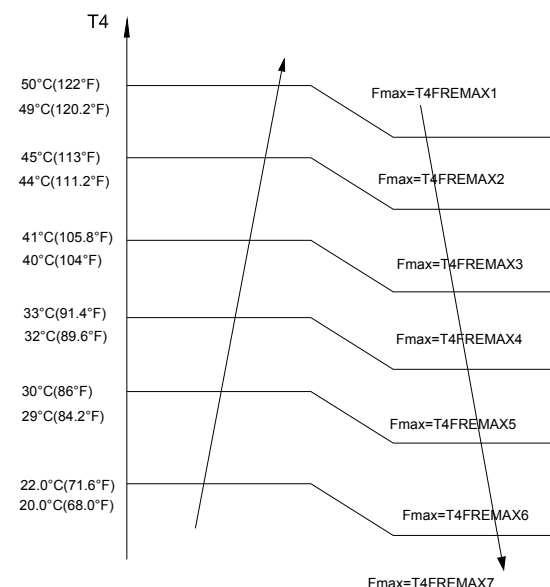 T4
50°C(122°F)
Fmax=T4FREMAX1
49°C(120.2°F)
45°C(113°F)
44°C(111.2°F)
Fmax=T4FREMAX2
41°C(105.8°F)
40°C(104°F)
Fmax=T4FREMAX3
33°C(91.4°F)
32°C(89.6°F)
Fmax=T4FREMAX4
30°C(86°F)
29°C(84.2°F)
Fmax=T4FREMAX5
22.0°C(71.6°F)
20.0°C(68.0°F)
Fmax=T4FREMAX6
Fmax=T4FREMAX7